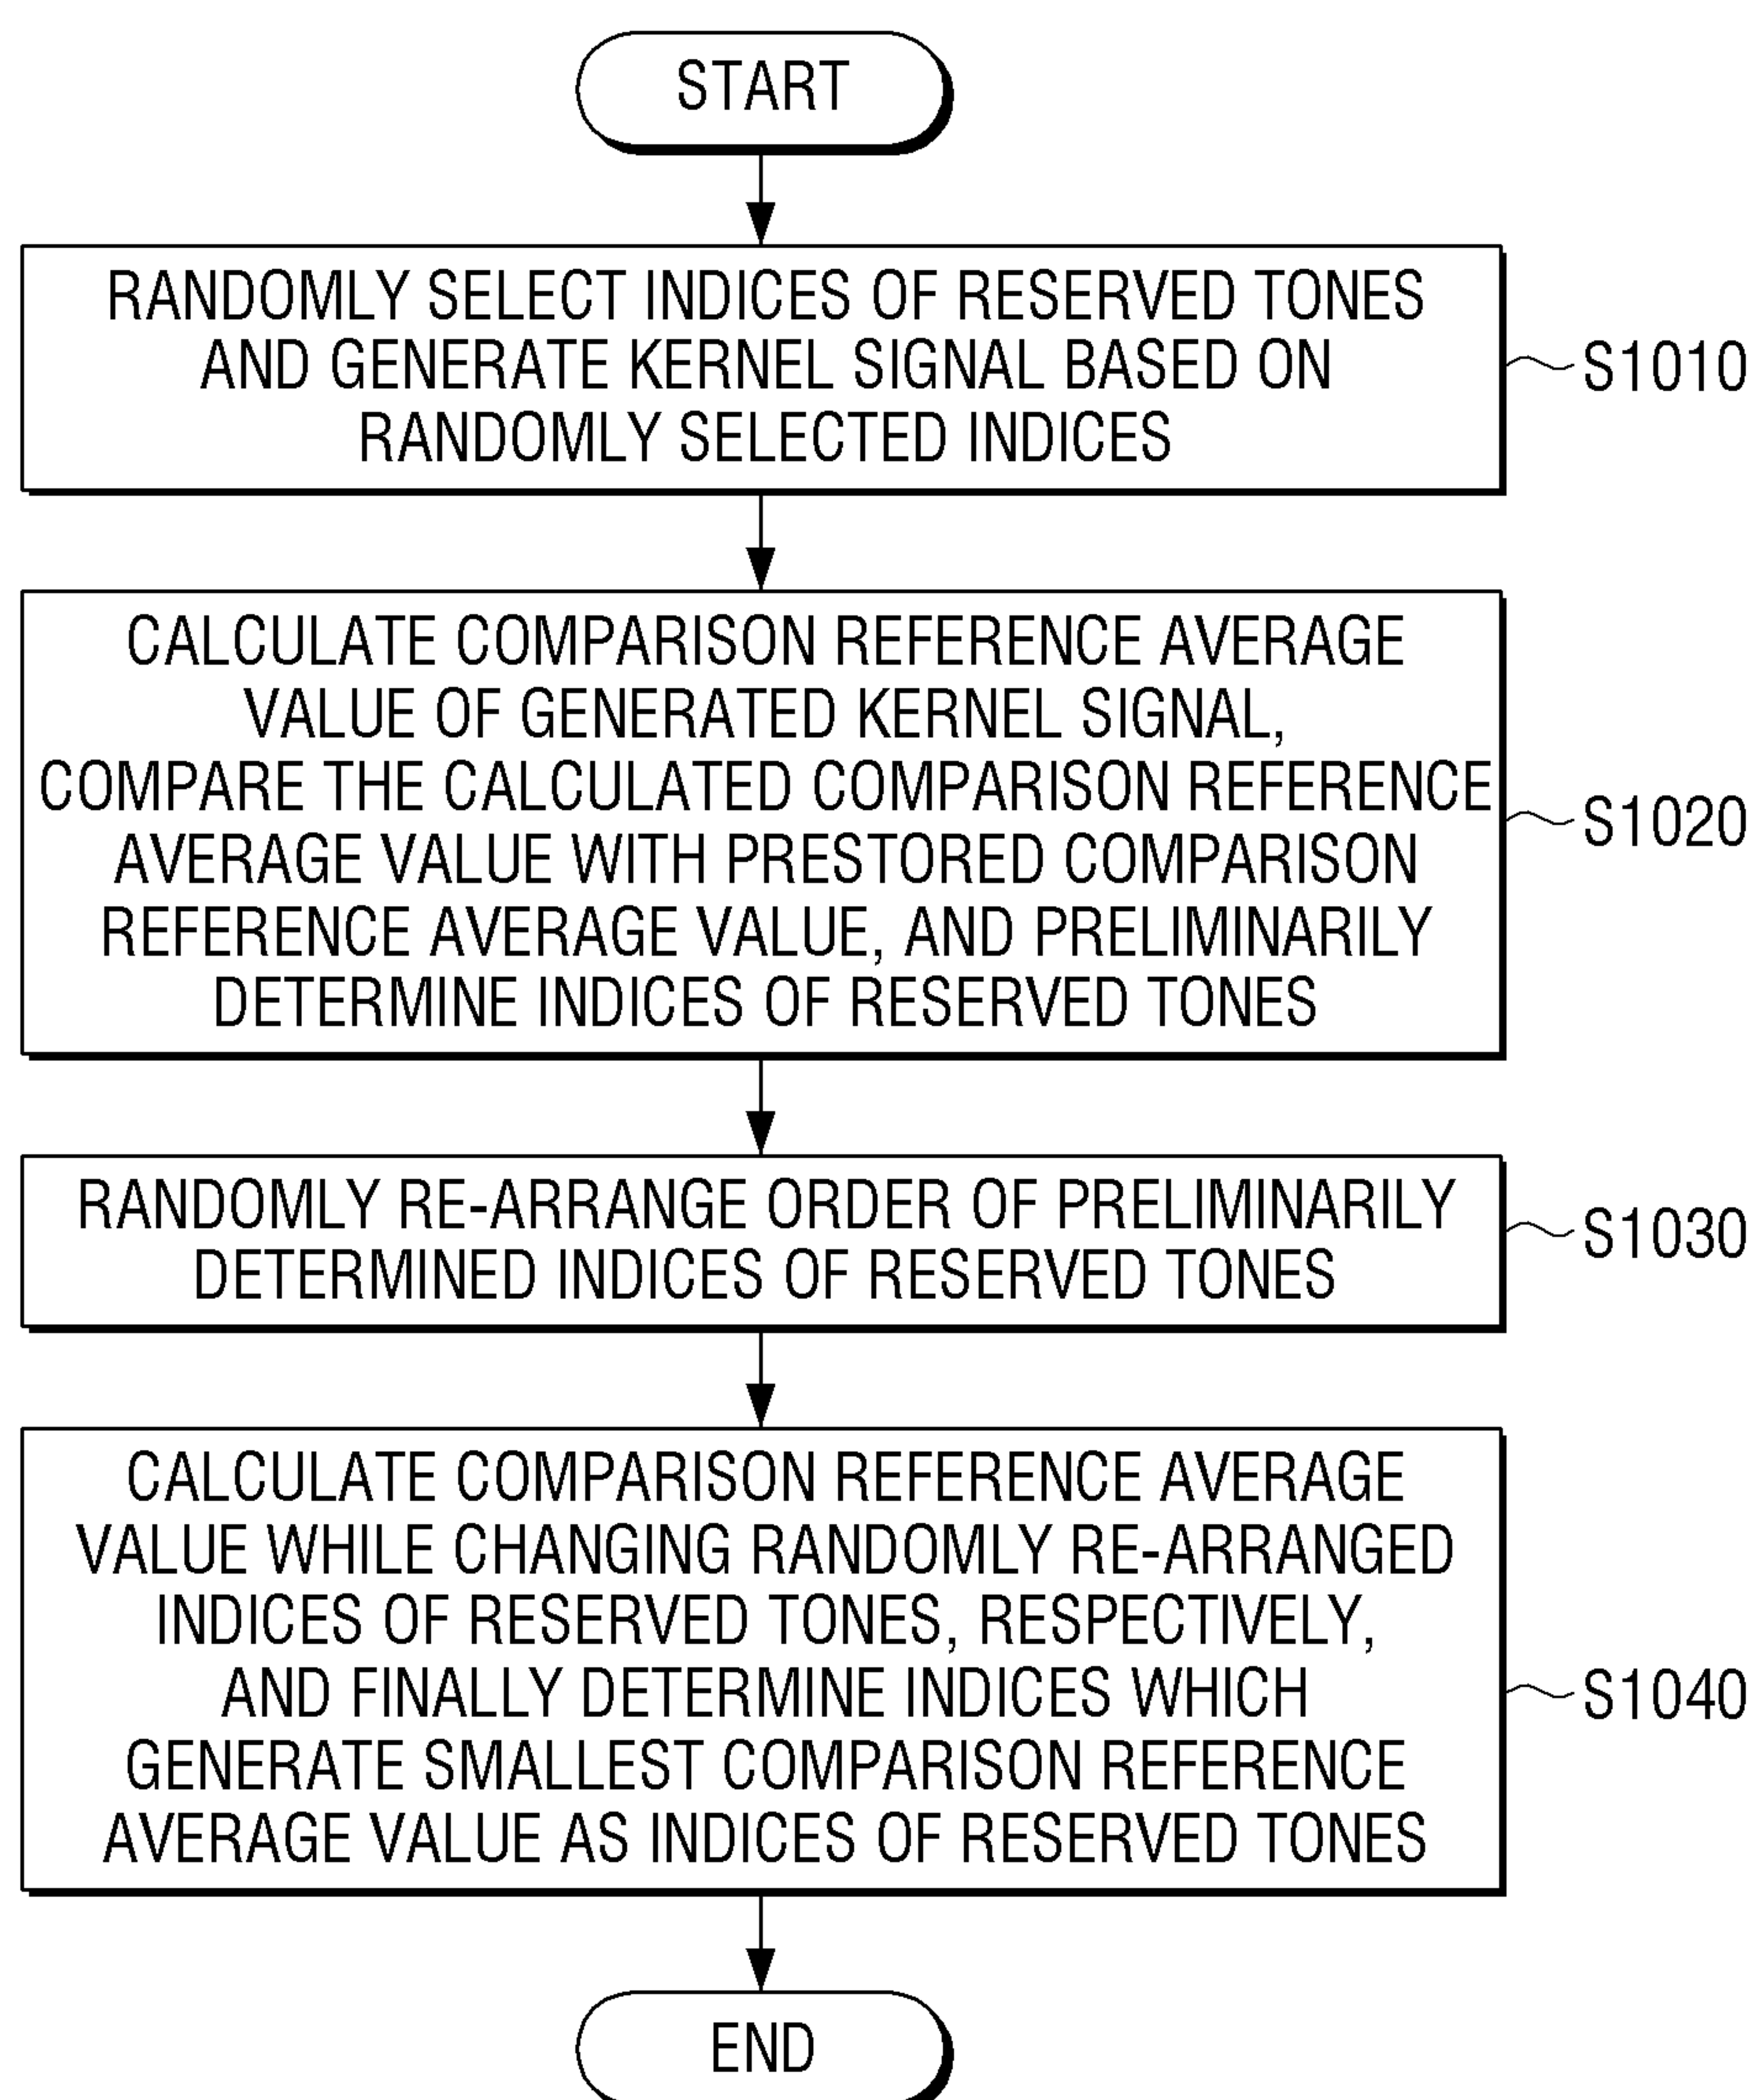 START
RANDOMLY SELECT INDICES OF RESERVED TONES
AND GENERATE KERNEL SIGNAL BASED ON
RANDOMLY SELECTED INDICES
S1010
CALCULATE COMPARISON REFERENCE AVERAGE
VALUE OF GENERATED KERNEL SIGNAL,
COMPARE THE CALCULATED COMPARISON REFERENCE
AVERAGE VALUE WITH PRESTORED COMPARISON
REFERENCE AVERAGE VALUE, AND PRELIMINARILY
DETERMINE INDICES OF RESERVED TONES
S1020
RANDOMLY RE-ARRANGE ORDER OF PRELIMINARILY
DETERMINED INDICES OF RESERVED TONES
S1030
CALCULATE COMPARISON REFERENCE AVERAGE
VALUE WHILE CHANGING RANDOMLY RE-ARRANGED
INDICES OF RESERVED TONES, RESPECTIVELY,
AND FINALLY DETERMINE INDICES WHICH
GENERATE SMALLEST COMPARISON REFERENCE
AVERAGE VALUE AS INDICES OF RESERVED TONES
S1040
END